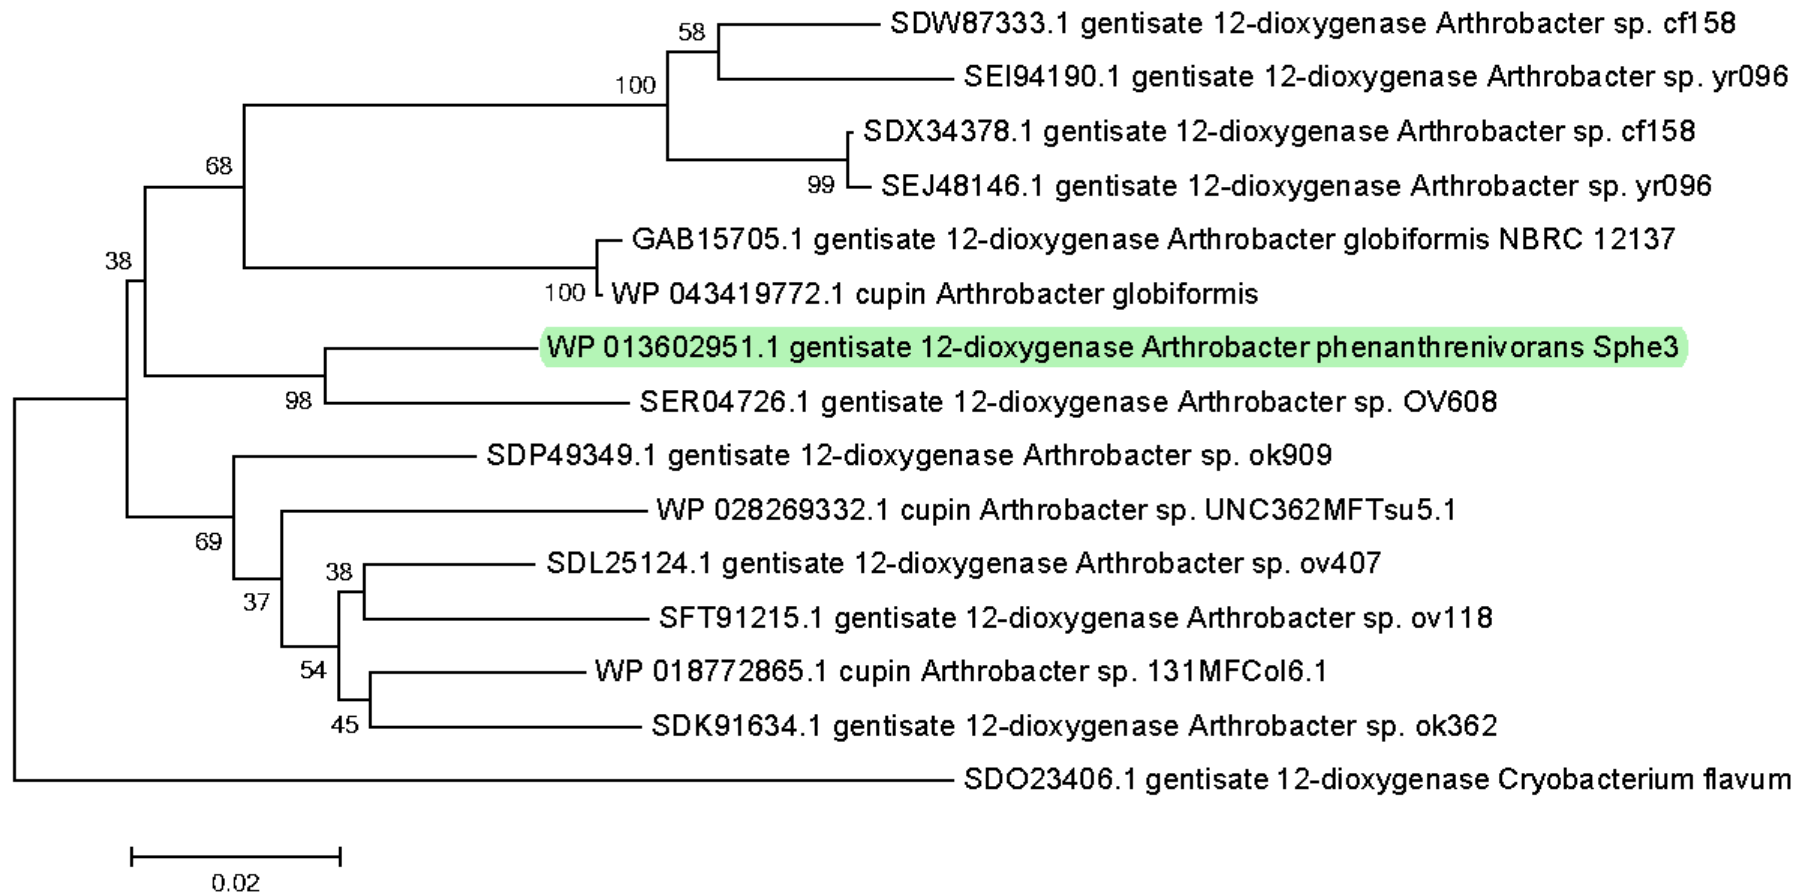 58
SDW87333.1 gentisate 12-dioxygenase Arthrobacter sp. cf158
SEI94190.1 gentisate 12-dioxygenase Arthrobacter sp. yr096
100
SDX34378.1 gentisate 12-dioxygenase Arthrobacter sp. cf158
99
SEJ48146.1 gentisate 12-dioxygenase Arthrobacter sp. yr096
68
GAB15705.1 gentisate 12-dioxygenase Arthrobacter globiformis NBRC 12137
38
100
WP 043419772.1 cupin Arthrobacter globiformis
WP 013602951.1 gentisate 12-dioxygenase Arthrobacter phenanthrenivorans Sphe3
98
SER04726.1 gentisate 12-dioxygenase Arthrobacter sp. OV608
SDP49349.1 gentisate 12-dioxygenase Arthrobacter sp. ok909
WP 028269332.1 cupin Arthrobacter sp. UNC362MFTsu5.1
69
SDL25124.1 gentisate 12-dioxygenase Arthrobacter sp. ov407
38
37
SFT91215.1 gentisate 12-dioxygenase Arthrobacter sp. ov118
54
WP 018772865.1 cupin Arthrobacter sp. 131MFCol6.1
45
SDK91634.1 gentisate 12-dioxygenase Arthrobacter sp. ok362
SDO23406.1 gentisate 12-dioxygenase Cryobacterium flavum
0.02